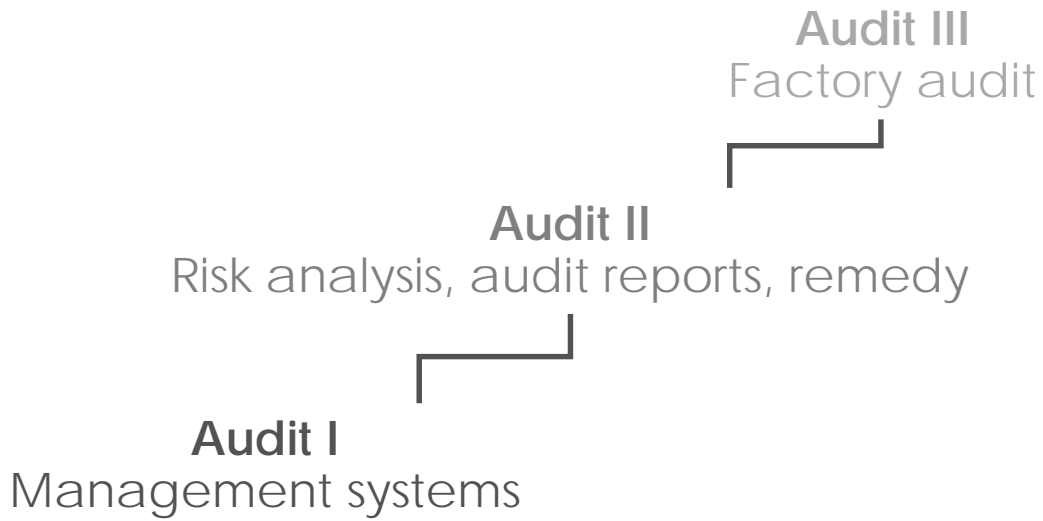 Audit III
Factory audit
Audit II
Risk analysis, audit reports, remedy
Audit I
Management systems